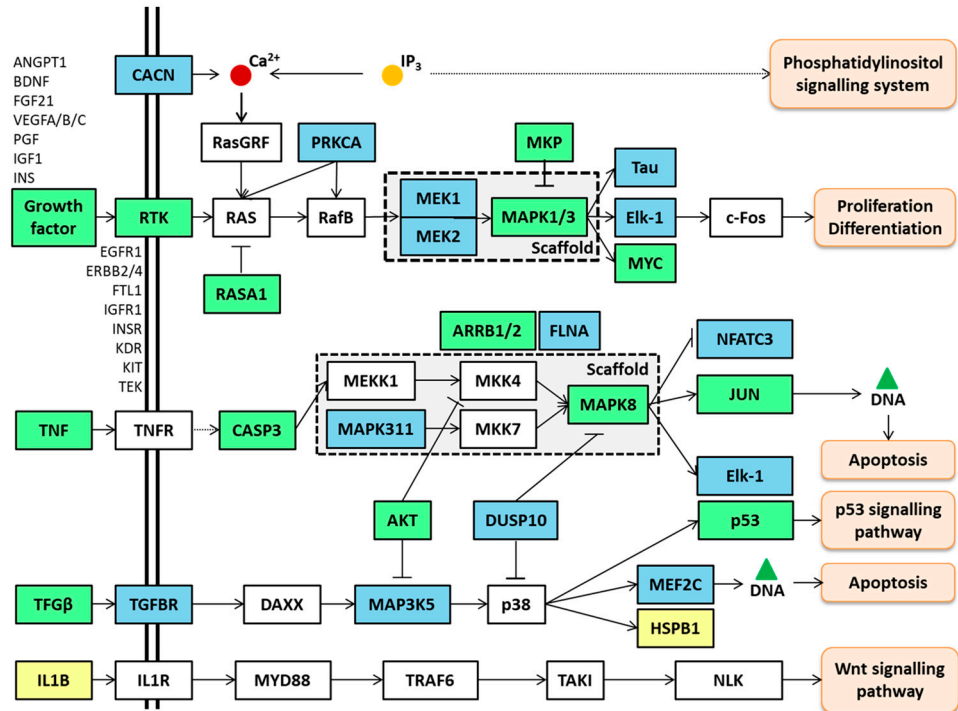 ANGPT1
BDNF
FGF21
VEGFA/B/C
PGF
IGF1
INS
CACN
Ca2+
IP3
Phosphatidylinositol
signalling system
RasGRF
PRKCA
MKP
Growth
factor
RTK
RAS
RafB
MEK1
MEK2
MAPK1/3
Scaffold
Tau
Elk-1
MYC
c-Fos
Proliferation
Differentiation
RASA1
EGFR1
ERBB2/4
FTL1
IGFR1
INSR
KDR
KIT
TEK
ARRB1/2
FLNA
Scaffold
MEKK1
MKK4
MAPK311
MKK7
MAPK8
NFATC3
JUN
DNA
Elk-1
Apoptosis
TNF
TNFR
CASP3
AKT
DUSP10
p53
p53 signalling
pathway
TFGβ
TGFBR
DAXX
MAP3K5
p38
MEF2C
DNA
Apoptosis
HSPB1
IL1B
IL1R
MYD88
TRAF6
TAKI
NLK
Wnt signalling
pathway